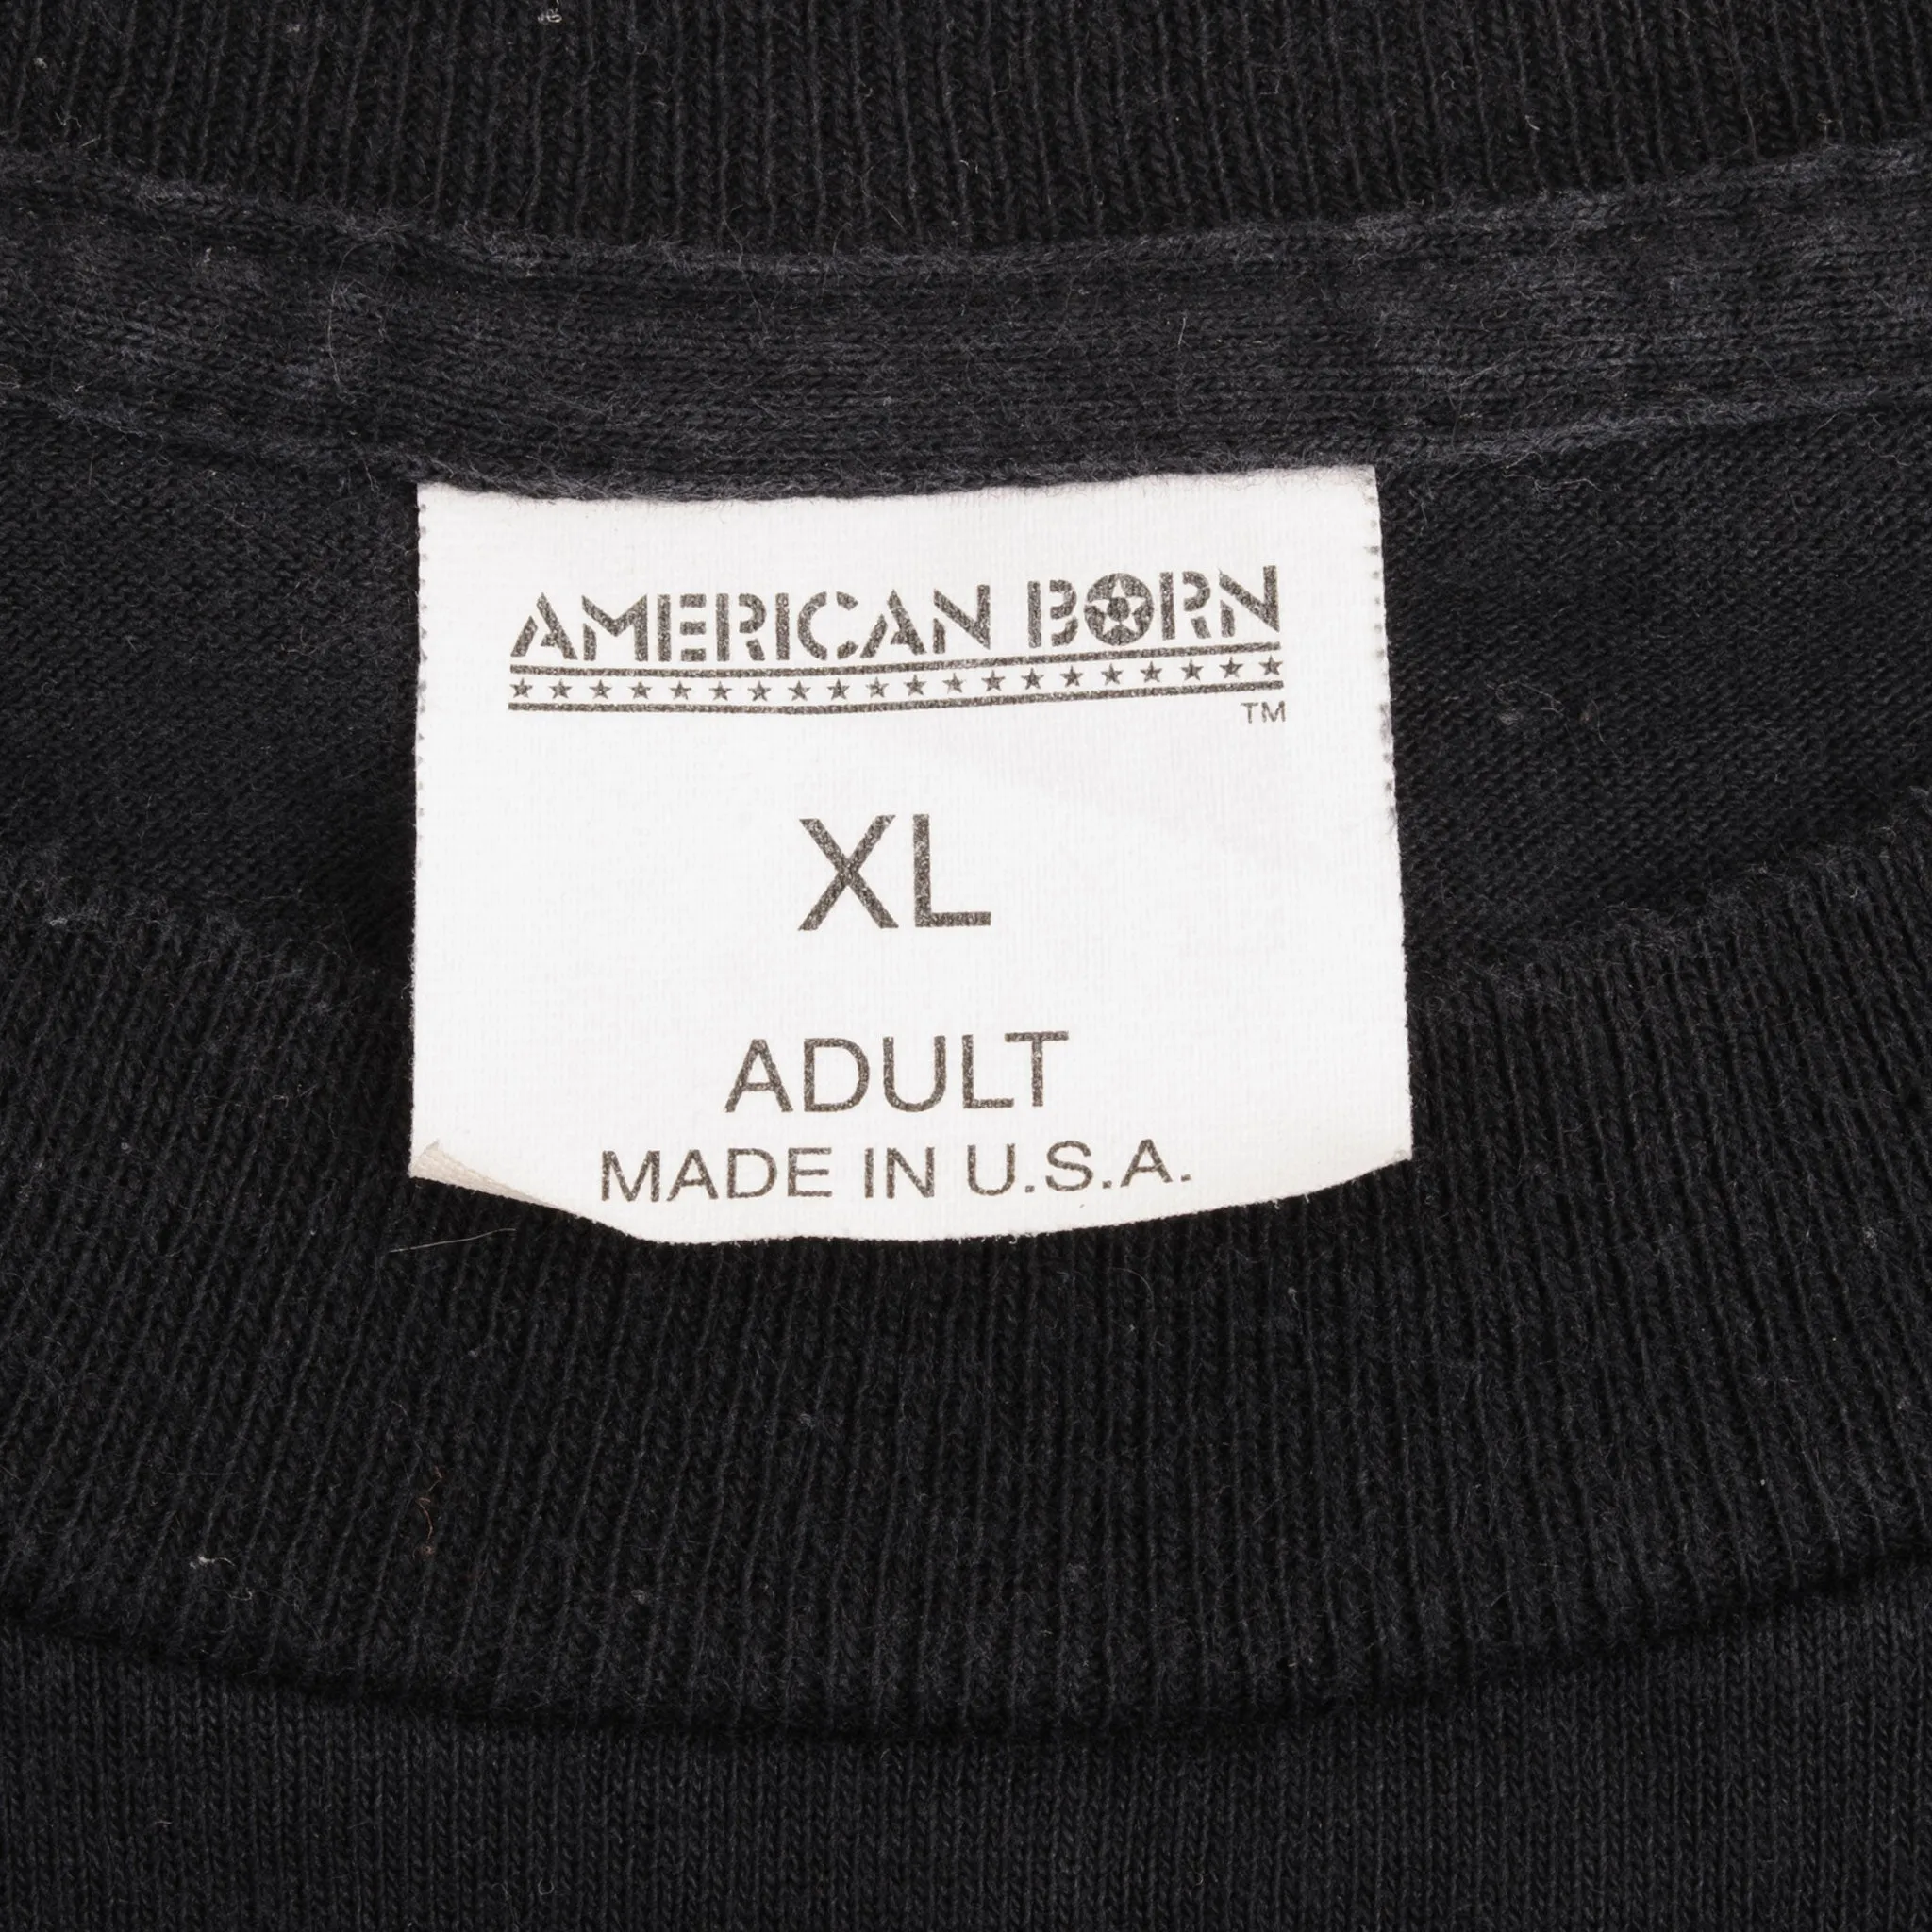 AMERICAN BORN
TM
XL
ADULT
MADE IN U.S.A.